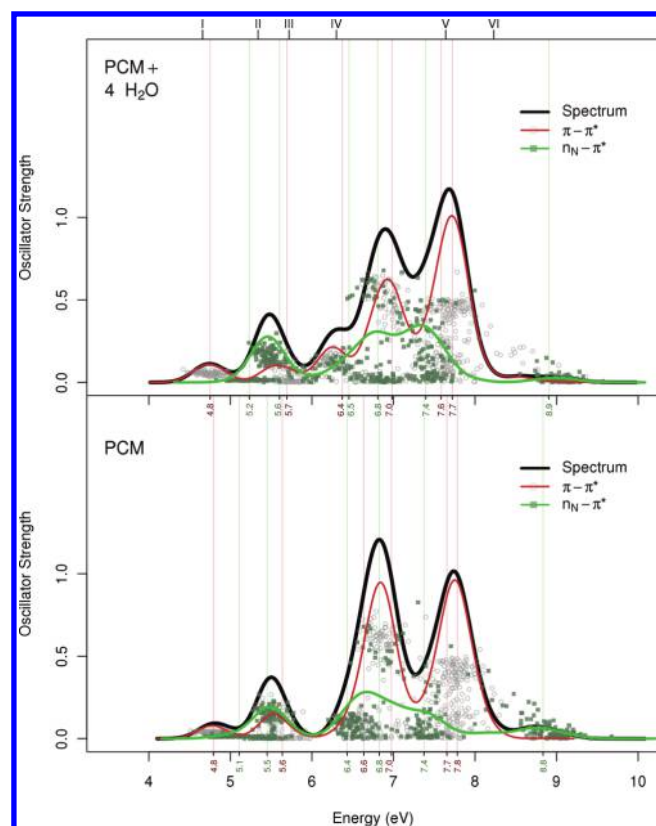 I II III IV V VI
PCM +
4 H₂O
Spectrum
π − π*
n_N − π*
Oscillator Strength
1.0
0.5
0.0
4.8 5.2 5.6 5.7 6.4 6.5 6.8 7.0 7.4 7.6 7.7 8.9
PCM
Spectrum
π − π*
n_N − π*
Oscillator Strength
1.0
0.5
0.0
4.8 5.1 5.5 5.6 6.4 6.6 6.8 7.0 7.4 7.7 7.8 8.8
4 5 6 7 8 9 10
Energy (eV)